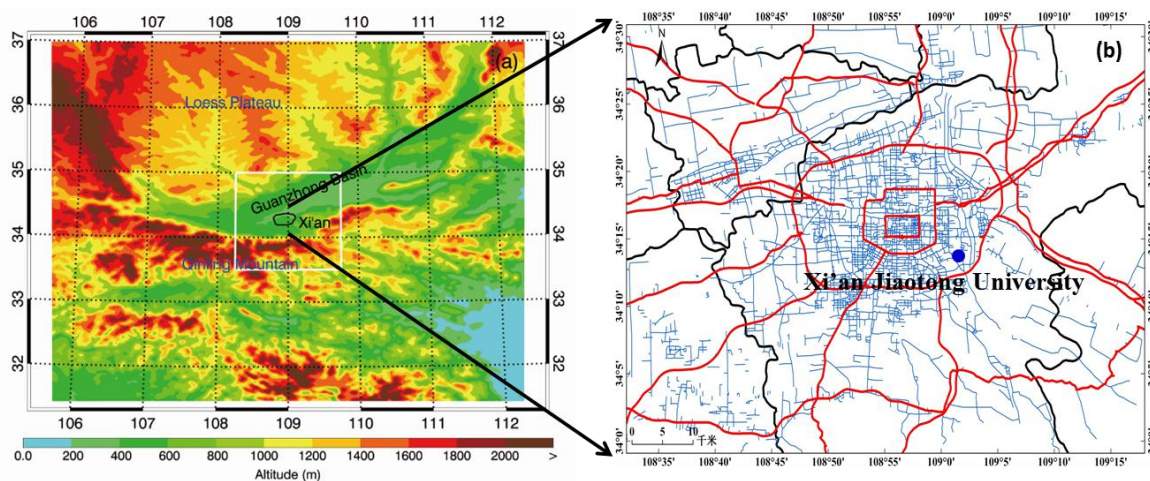 106 107 108 109 110 111 112
37 37
(a)
Loess Plateau
36 36
35 35
Guanzhong Basin
Xi'an
34 34
Qinling Mountain
33 33
32 32
106 107 108 109 110 111 112
0.0 200 400 600 800 1000 1200 1400 1600 1800 2000 >
Altitude (m)
108°35' 108°40' 108°45' 108°50' 108°55' 109°0' 109°5' 109°10' 109°15'
34°30'
N
(b)
34°25'
34°20'
34°15'
Xi'an Jiaotong University
34°10'
34°5'
34°0'
0 5 10
千米
108°35' 108°40' 108°45' 108°50' 108°55' 109°0' 109°5' 109°10' 109°15'